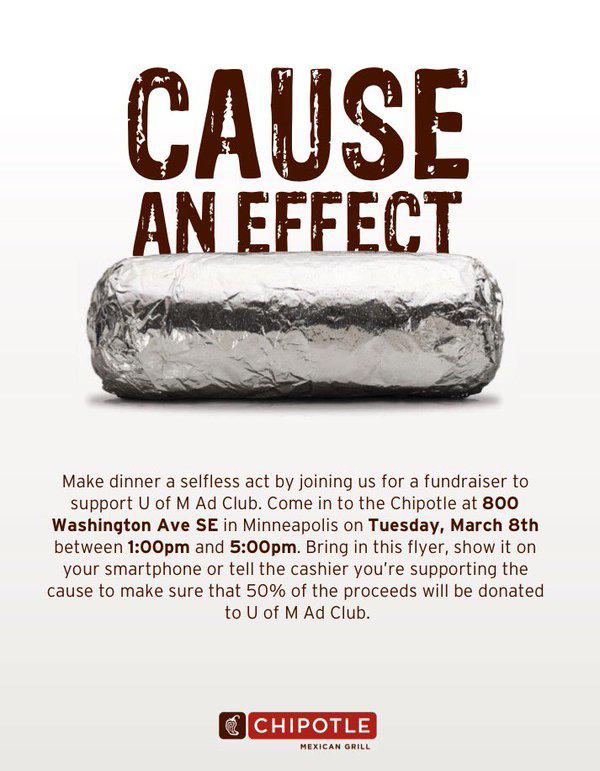 CAUSE
AN EFFECT
Make dinner a selfless act by joining us for a fundraiser to
support U of M Ad Club. Come in to the Chipotle at 800
Washington Ave SE in Minneapolis on Tuesday, March 8th
between 1:00pm and 5:00pm. Bring in this flyer, show it on
your smartphone or tell the cashier you’re supporting the
cause to make sure that 50% of the proceeds will be donated
to U of M Ad Club.
CHIPOTLE
MEXICAN GRILL